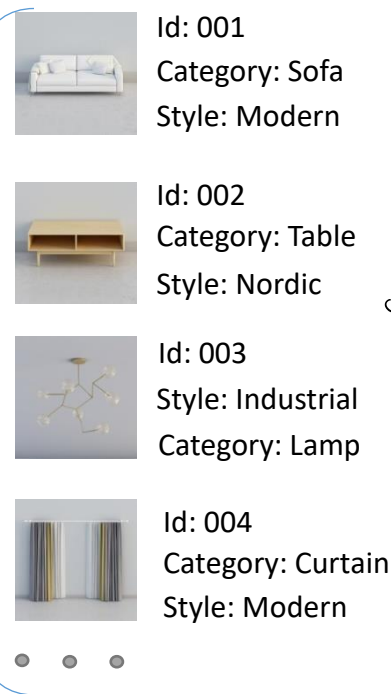 Id: 001
Category: Sofa
Style: Modern
Id: 002
Category: Table
Style: Nordic
Id: 003
Style: Industrial
Category: Lamp
Id: 004
Category: Curtain
Style: Modern